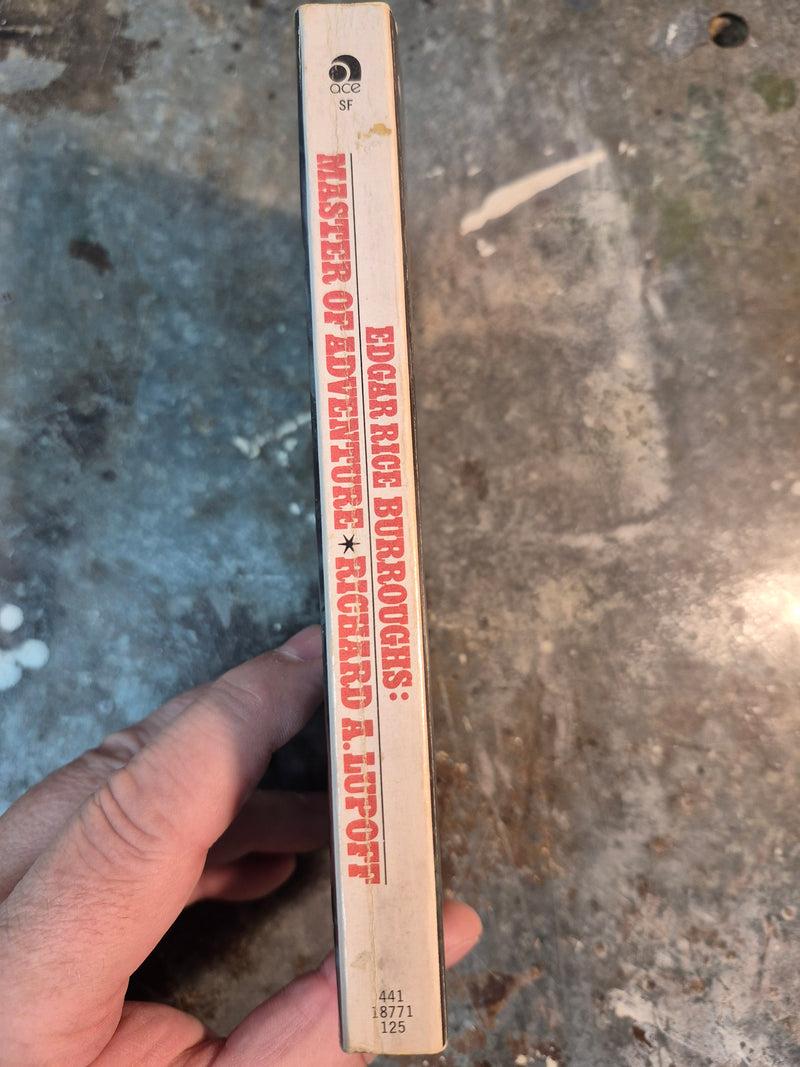 ace
SF
EDGAR RICE BURROUGHS:
MASTER OF ADVENTURE * RICHARD A. LUPOFF
441
18771
125